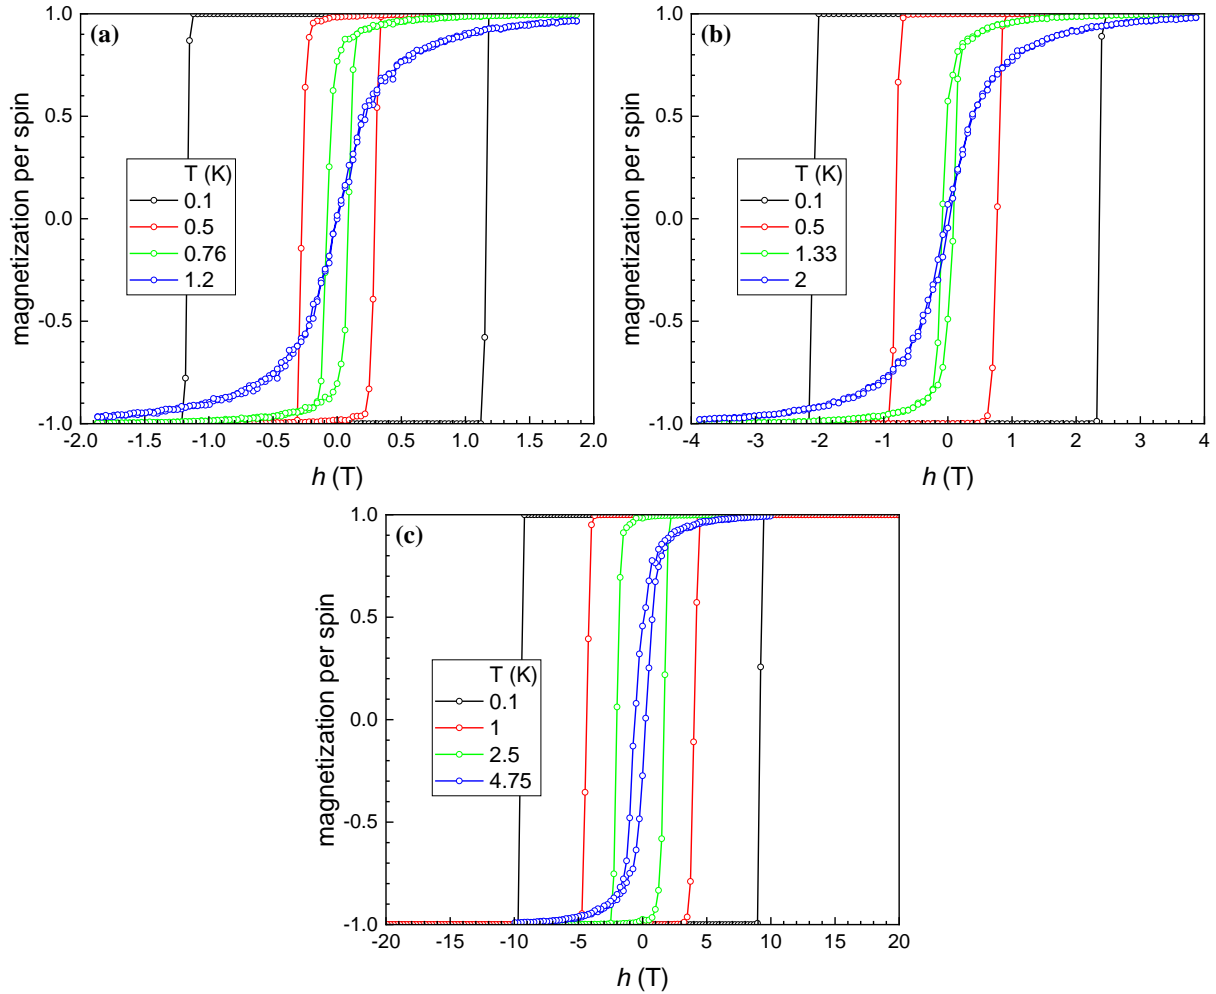 (a)
magnetization per spin
1.0
0.5
0.0
-0.5
-1.0
T (K)
0.1
0.5
0.76
1.2
-2.0 -1.5 -1.0 -0.5 0.0 0.5 1.0 1.5 2.0
h (T)
(b)
magnetization per spin
1.0
0.5
0.0
-0.5
-1.0
T (K)
0.1
0.5
1.33
2
-4 -3 -2 -1 0 1 2 3 4
h (T)
(c)
magnetization per spin
1.0
0.5
0.0
-0.5
-1.0
T (K)
0.1
1
2.5
4.75
-20 -15 -10 -5 0 5 10 15 20
h (T)